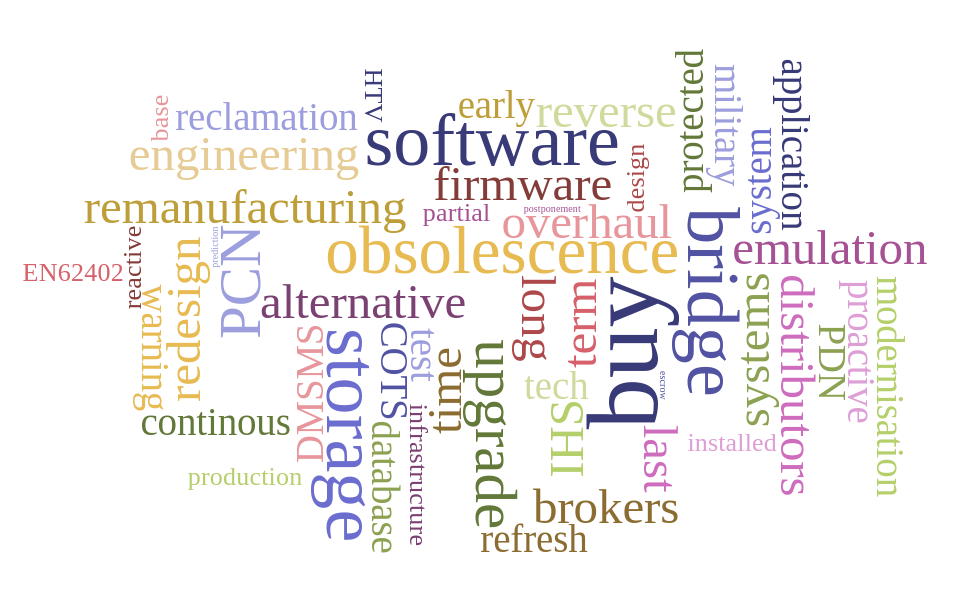 HTV
base
reclamation
early
reverse
protected
military
application
software
engineering
system
firmware
design
remanufacturing
partial
postponement
overhaul
reactive
prediction
PCN
obsolescence
bridge
emulation
EN62402
redesign
warning
alternative
long
term
buy
systems
distributors
proactive
modernisation
DMSMS
storage
COTS
test
time
upgrade
tech
escrow
PDN
continous
database
infrastructure
IHS
last
installed
production
brokers
refresh